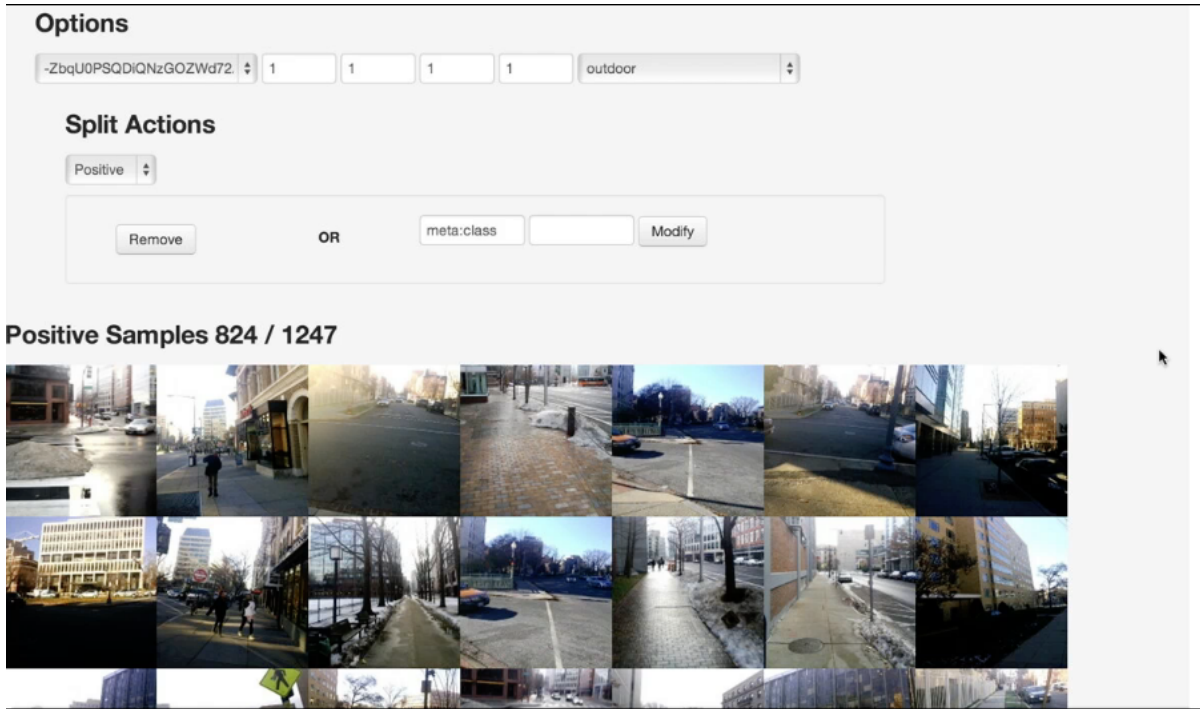 Options
-ZbqU0PSQDiQNzGOZWd72. 1 1 1 1 outdoor
Split Actions
Positive
Remove OR meta:class Modify
Positive Samples 824 / 1247